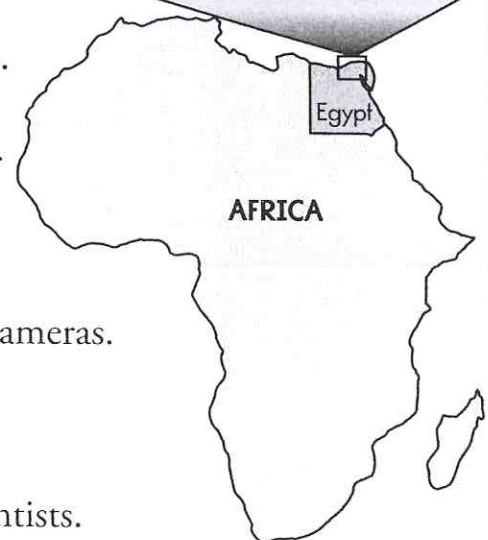 .
Egypt
.
AFRICA
ameras.
ntists.